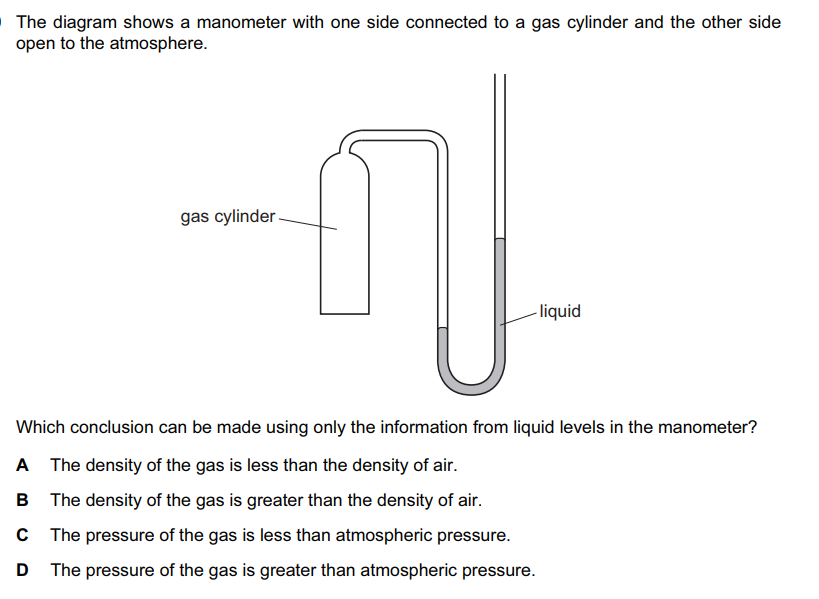 The diagram shows a manometer with one side connected to a gas cylinder and the other side
open to the atmosphere.
gas cylinder
liquid
Which conclusion can be made using only the information from liquid levels in the manometer?
A The density of the gas is less than the density of air.
B The density of the gas is greater than the density of air.
C The pressure of the gas is less than atmospheric pressure.
D The pressure of the gas is greater than atmospheric pressure.